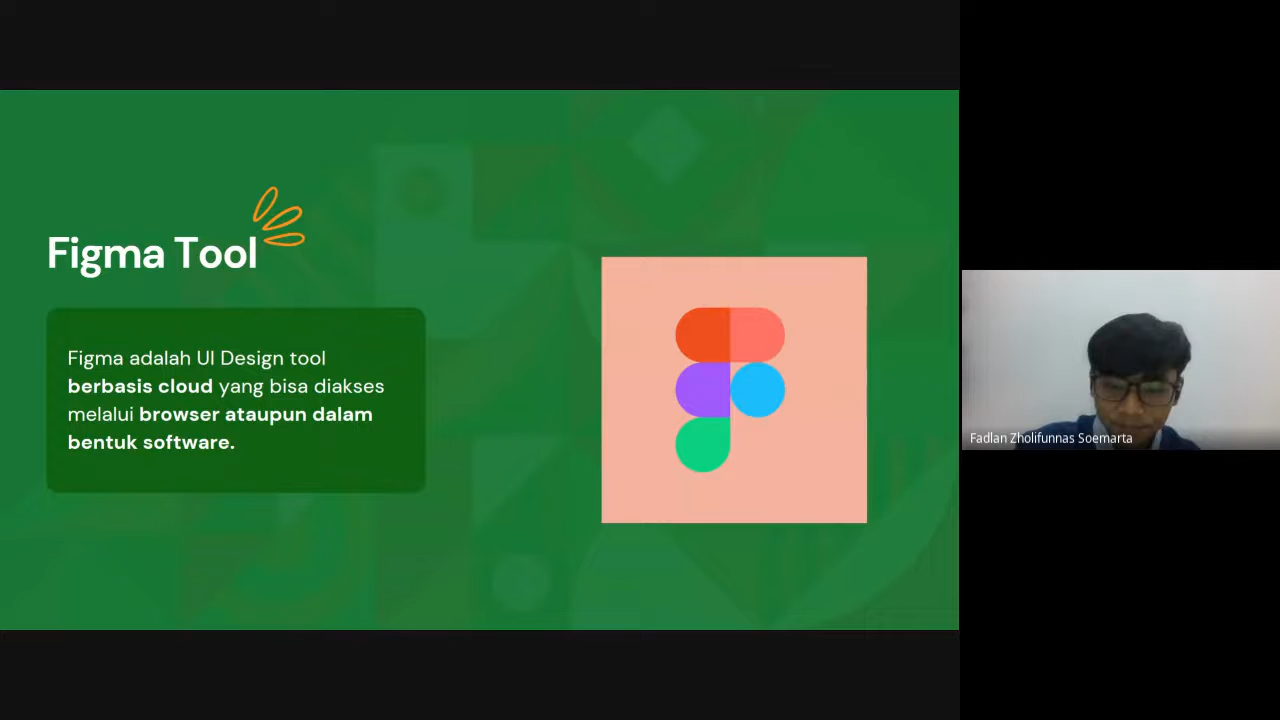 Figma Tool
Figma adalah UI Design tool
berbasis cloud yang bisa diakses
melalui browser ataupun dalam
bentuk software.
Fadlan Zholifunnas Soemarta